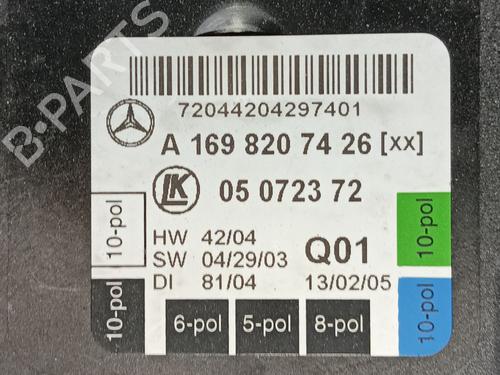 B-PARTS
72044204297401
A 169 820 74 26 [xx]
LK 05 0723 72
10-pol
10-pol
HW 42/04 Q01
SW 04/29/03
DI 81/04 13/02/05
10-pol
10-pol
6-pol 5-pol 8-pol